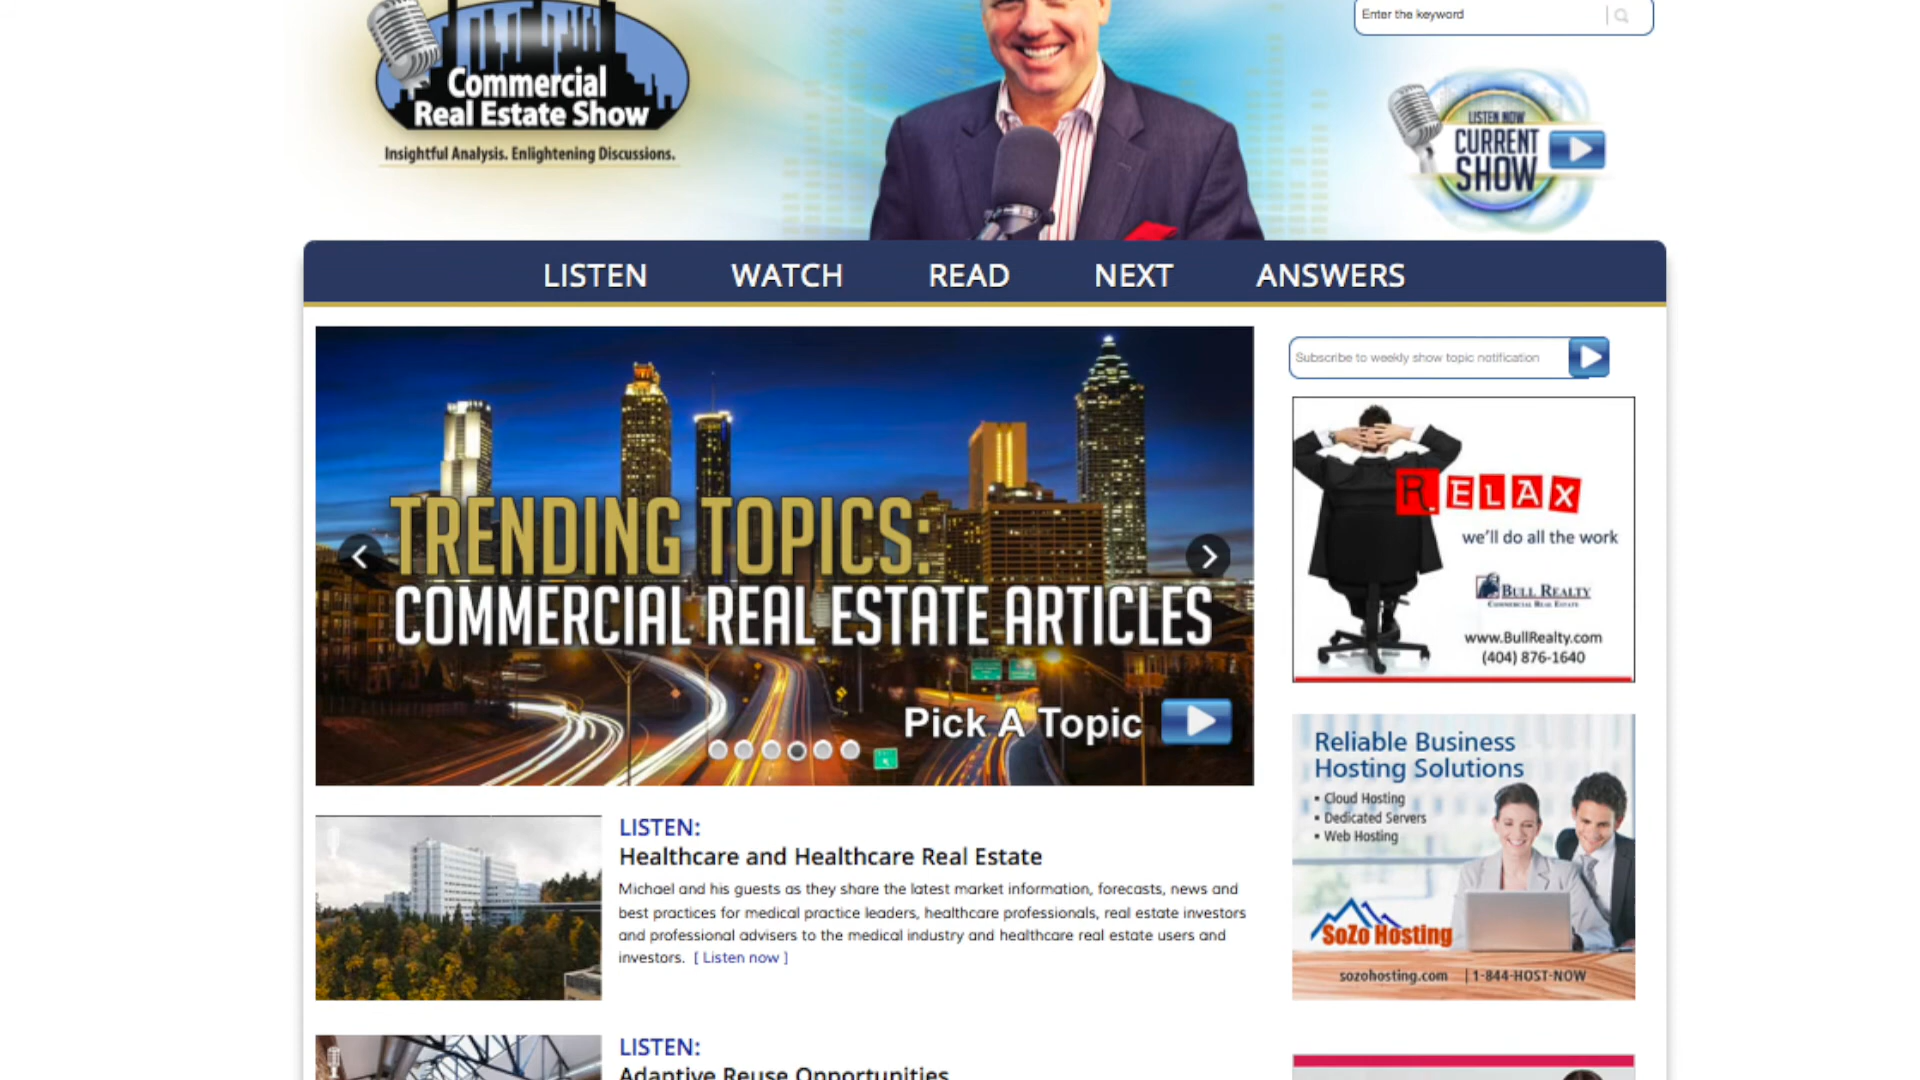 Enter the keyword
Commercial
Real Estate Show
Insightful Analysis. Enlightening Discussions.
LISTEN NOW
CURRENT
SHOW
LISTEN WATCH READ NEXT ANSWERS
TRENDING TOPICS:
COMMERCIAL REAL ESTATE ARTICLES
Pick A Topic
Subscribe to weekly show topic notification
RELAX
we'll do all the work
BULL REALTY
COMMERCIAL REAL ESTATE
www.BullRealty.com
(404) 876-1640
Reliable Business
Hosting Solutions
▪ Cloud Hosting
▪ Dedicated Servers
▪ Web Hosting
SoZo Hosting
sozohosting.com | 1-844-HOST-NOW
LISTEN:
Healthcare and Healthcare Real Estate
Michael and his guests as they share the latest market information, forecasts, news and
best practices for medical practice leaders, healthcare professionals, real estate investors
and professional advisers to the medical industry and healthcare real estate users and
investors. [ Listen now ]
LISTEN:
Adaptive Reuse Opportunities